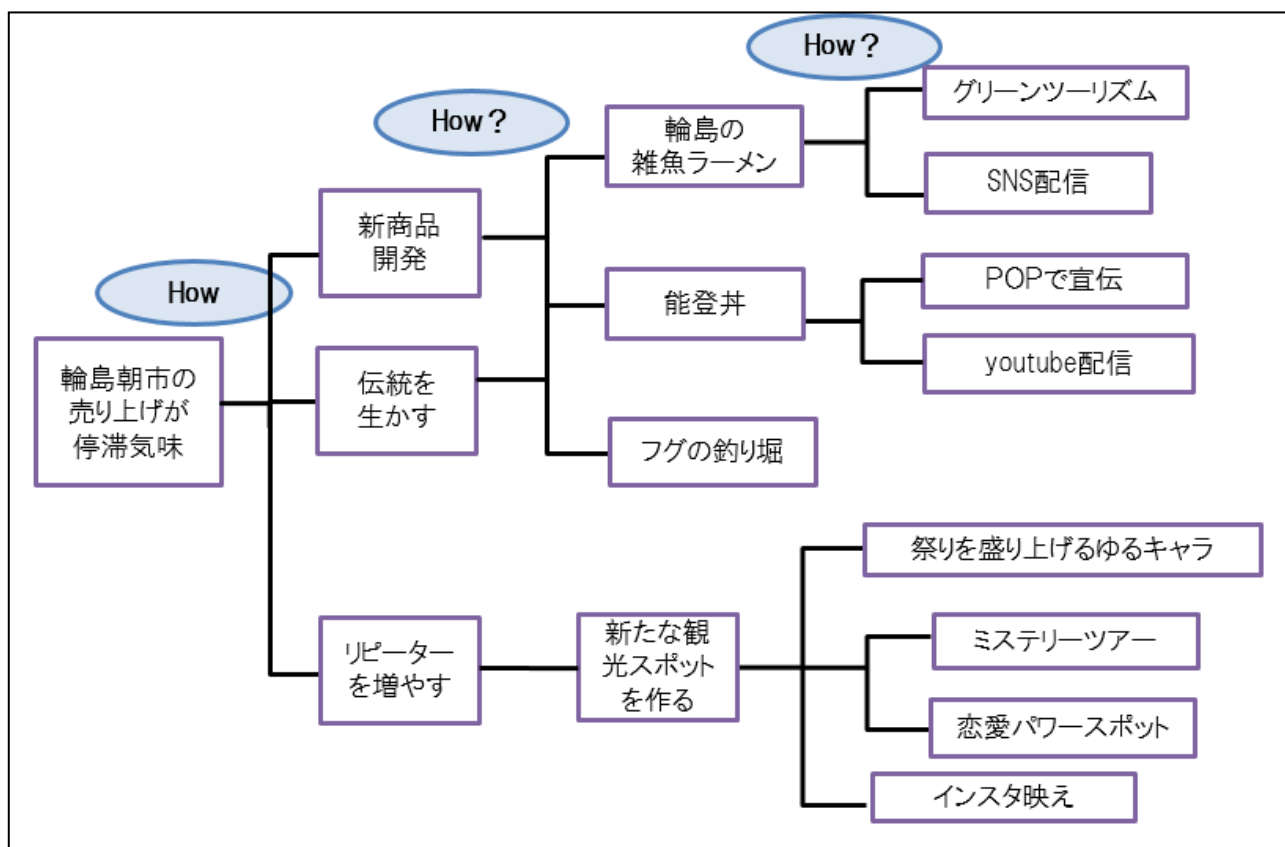 How？
How？
How
輪島朝市の
売り上げが
停滞気味
新商品
開発
伝統を
生かす
リピーター
を増やす
輪島の
雑魚ラーメン
能登丼
フグの釣り堀
新たな観
光スポット
を作る
グリーンツーリズム
SNS配信
POPで宣伝
youtube配信
祭りを盛り上げるゆるキャラ
ミステリーツアー
恋愛パワースポット
インスタ映え